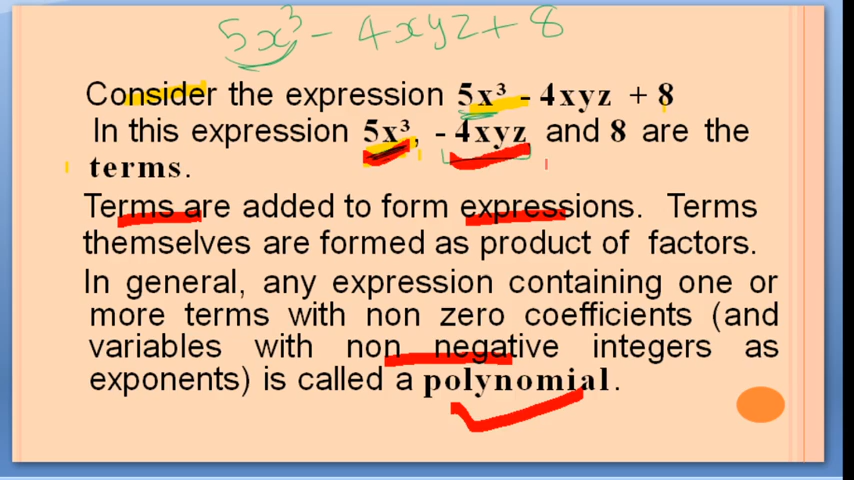 5x³ - 4xyz + 8
Consider the expression 5x³ - 4xyz + 8
In this expression 5x³, - 4xyz and 8 are the
terms.
Terms are added to form expressions. Terms
themselves are formed as product of factors.
In general, any expression containing one or
more terms with non zero coefficients (and
variables with non negative integers as
exponents) is called a polynomial.